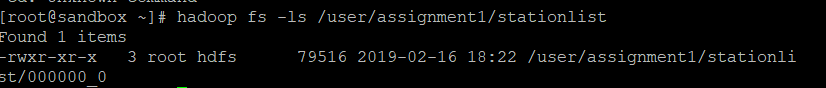 [root@sandbox ~]# hadoop fs -ls /user/assignment1/stationlist
Found 1 items
-rwxr-xr-x   3 root hdfs      79516 2019-02-16 18:22 /user/assignment1/stationli
st/000000_0